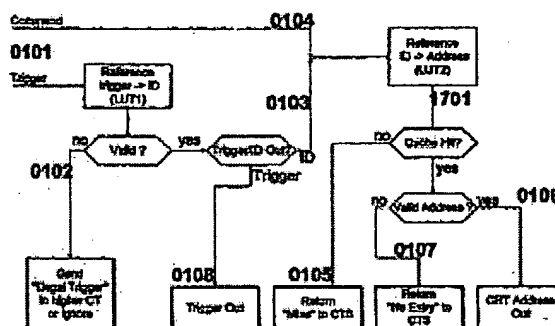 Command
0104
0101
Trigger
Reference
trigger -> ID
(LUT1)
Reference
ID -> Address
(LUT2)
0103
1701
no
Valid ?
yes
Trigger/ID Out?
ID
Trigger
no
Cache Hit?
yes
0102
no
Valid Address
yes
0106
0107
0108
0105
Send
"Illegal Trigger"
to higher CT
or Ignore
Trigger Out
Return
"Miss" to CTS
Return
"No Entry" to
CTS
Out